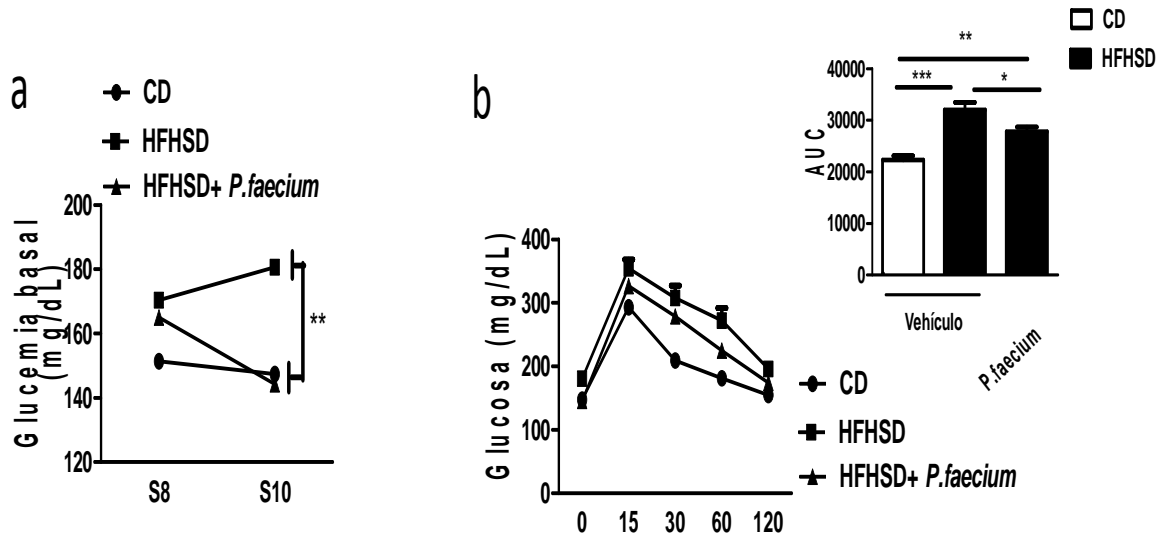 a
CD
HFHSD
HFHSD+ P.faecium
Glucemia basal
(mg/dL)
200
180
160
140
120
**
S8
S10
b
Glucosa (mg/dL)
400
300
200
100
0
0
15
30
60
120
CD
HFHSD
HFHSD+ P.faecium
CD
HFHSD
AUC
40000
30000
20000
10000
0
**
***
*
Vehículo
P.faecium